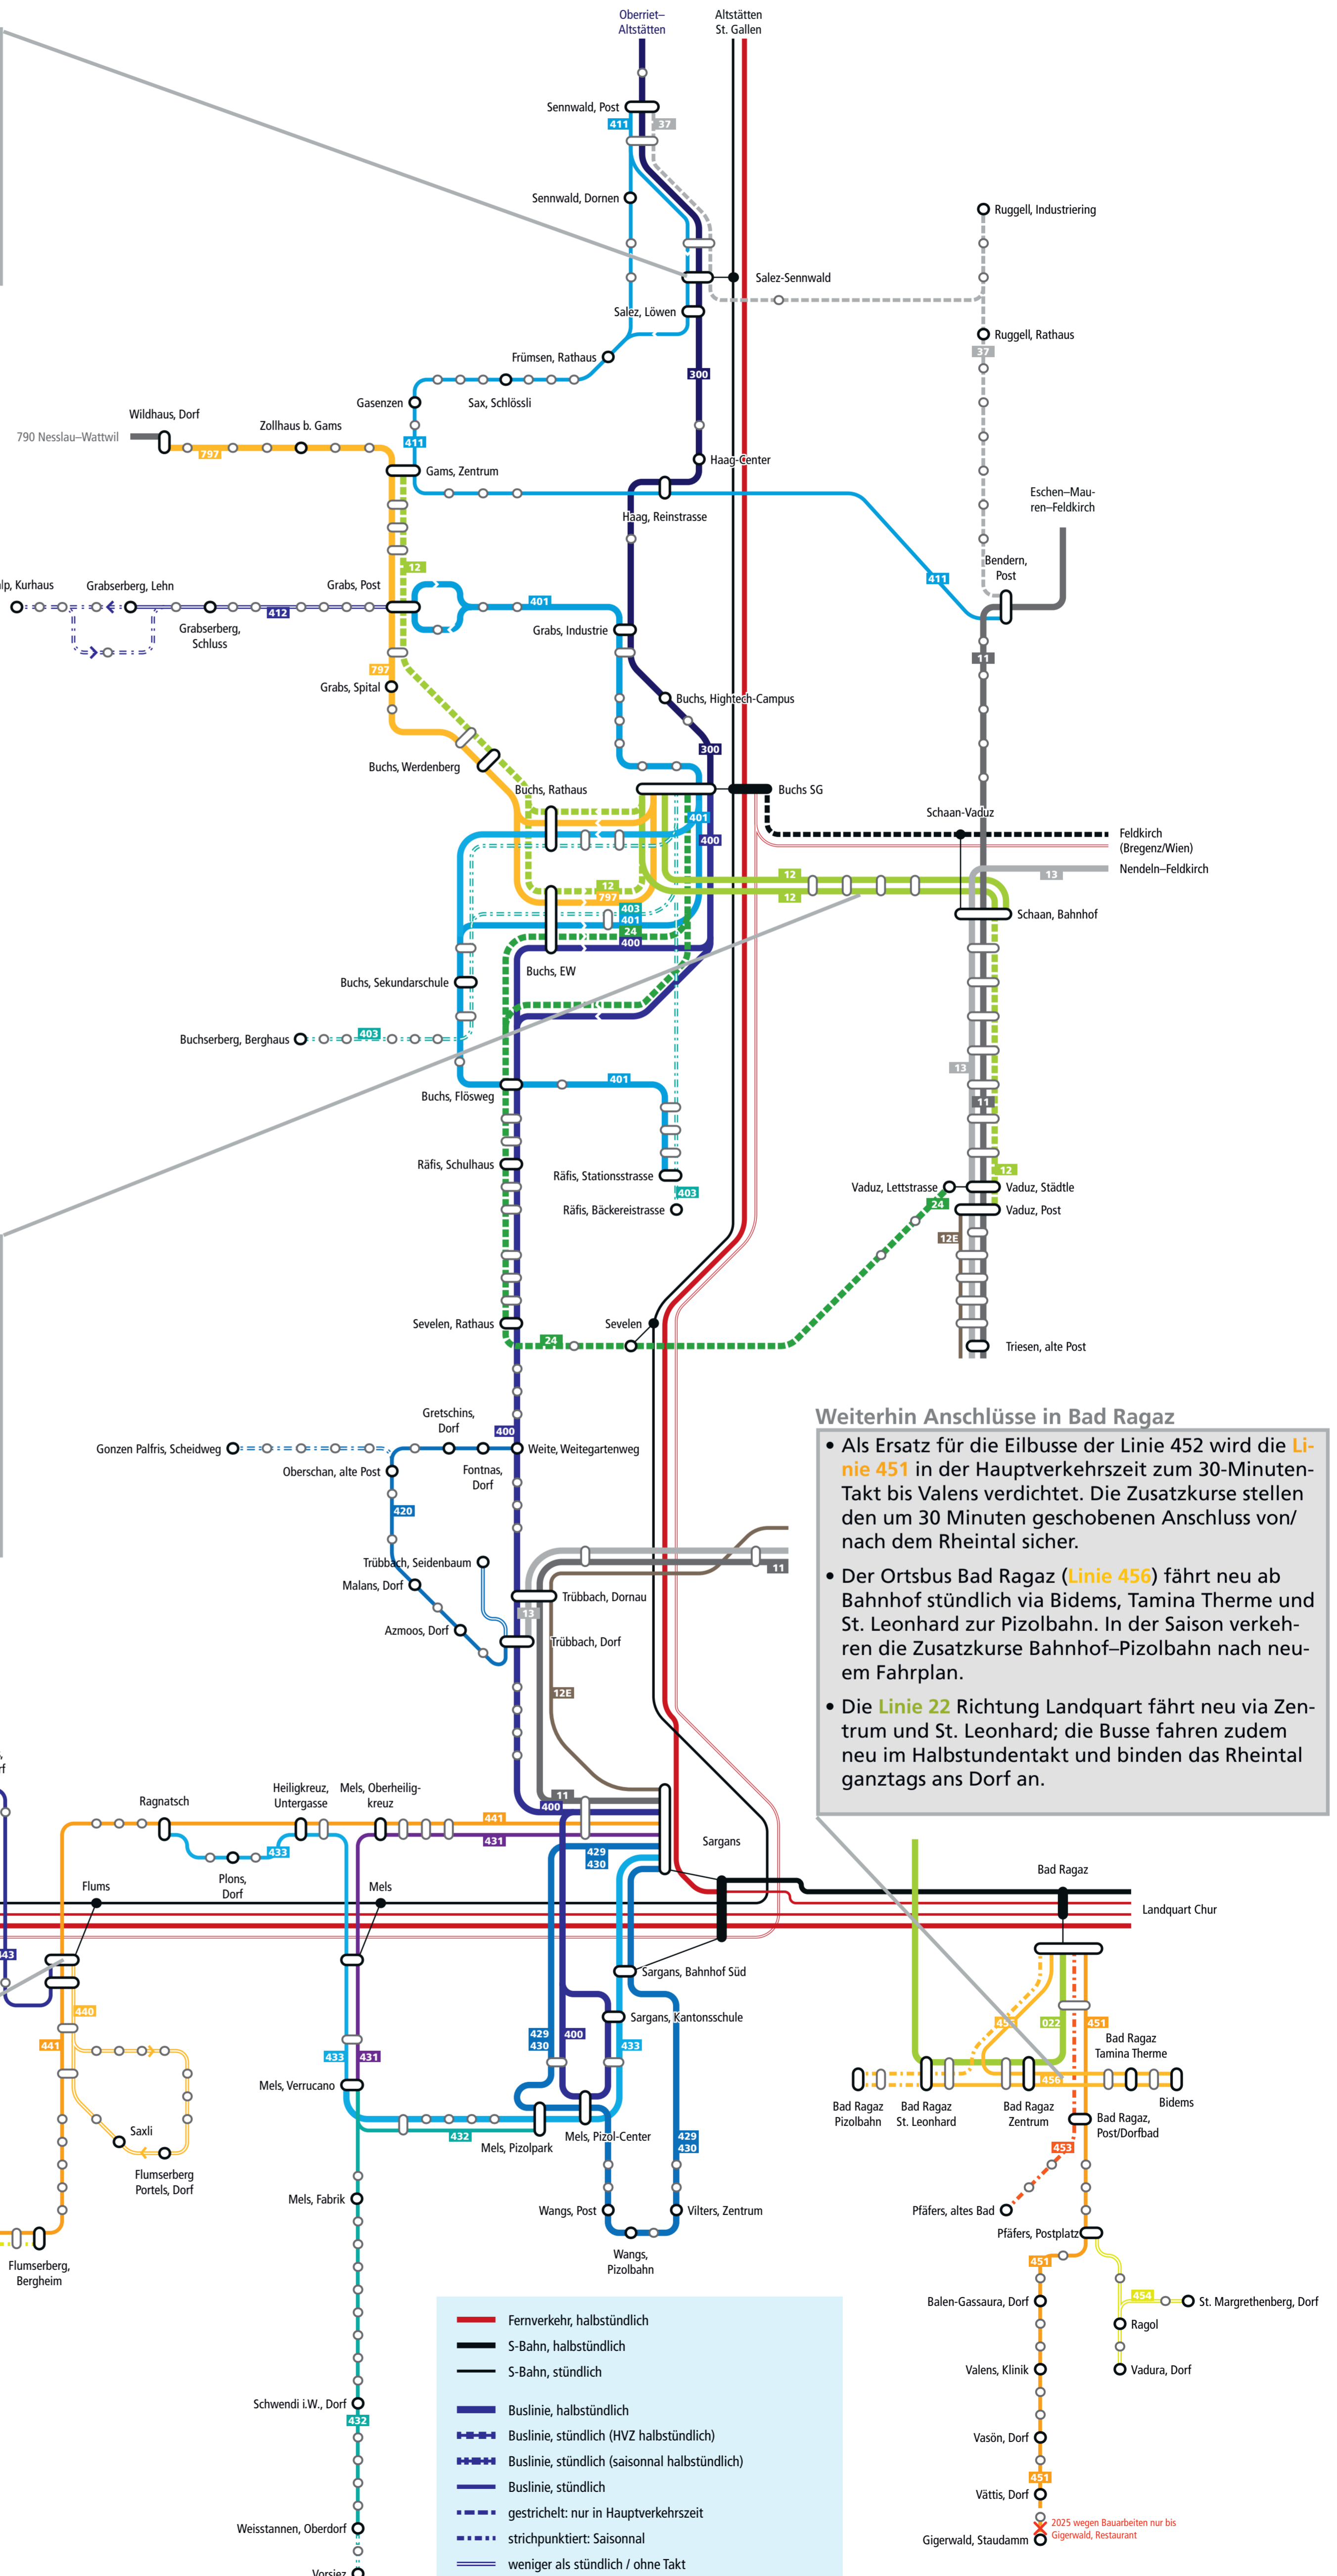 Oberriet–
Altstätten
Altstätten
St. Gallen
Sennwald, Post
411
37
Sennwald, Dornen
Ruggell, Industriering
Salez-Sennwald
Salez, Löwen
Ruggell, Rathaus
37
Frümsen, Rathaus
300
Gasenzen
Sax, Schlössli
Wildhaus, Dorf
790 Nesslau–Wattwil
Zollhaus b. Gams
797
411
Gams, Zentrum
Haag-Center
Haag, Reinstrasse
Eschen–Mau-
ren–Feldkirch
Bendern,
Post
12
411
lp, Kurhaus
Grabserberg, Lehn
Grabs, Post
401
412
Grabserberg,
Schluss
Grabs, Industrie
11
797
Grabs, Spital
Buchs, Hightech-Campus
300
Buchs, Werdenberg
Buchs, Rathaus
Buchs SG
401
400
Schaan-Vaduz
Feldkirch
(Bregenz/Wien)
Nendeln–Feldkirch
13
12
12
12
797
403
401
24
400
Schaan, Bahnhof
Buchs, EW
Buchs, Sekundarschule
Buchserberg, Berghaus
403
13
401
Buchs, Flösweg
11
Räfis, Schulhaus
Räfis, Stationsstrasse
12
403
Vaduz, Lettstrasse
Vaduz, Städtle
24
Räfis, Bäckereistrasse
Vaduz, Post
12E
Sevelen, Rathaus
Sevelen
24
Triesen, alte Post
Gretschins,
Dorf
400
Gonzen Palfris, Scheidweg
Weite, Weitegartenweg
Oberschan, alte Post
Fontnas,
Dorf
420
Trübbach, Seidenbaum
11
Malans, Dorf
Trübbach, Dornau
13
Azmoos, Dorf
Trübbach, Dorf
12E
Weiterhin Anschlüsse in Bad Ragaz
• Als Ersatz für die Eilbusse der Linie 452 wird die Li-
nie 451 in der Hauptverkehrszeit zum 30-Minuten-
Takt bis Valens verdichtet. Die Zusatzkurse stellen
den um 30 Minuten geschobenen Anschluss von/
nach dem Rheintal sicher.
• Der Ortsbus Bad Ragaz (Linie 456) fährt neu ab
Bahnhof stündlich via Bidems, Tamina Therme und
St. Leonhard zur Pizolbahn. In der Saison verkeh-
ren die Zusatzkurse Bahnhof–Pizolbahn nach neu-
em Fahrplan.
• Die Linie 22 Richtung Landquart fährt neu via Zen-
trum und St. Leonhard; die Busse fahren zudem
neu im Halbstundentakt und binden das Rheintal
ganztags ans Dorf an.
Ragnatsch
Heiligkreuz,
Untergasse
Mels, Oberheilig-
kreuz
11
400
441
431
433
429
430
Sargans
Plons,
Dorf
Flums
Mels
Bad Ragaz
Landquart Chur
443
Sargans, Bahnhof Süd
440
441
Sargans, Kantonsschule
429
430
400
433
433
431
022
451
Bad Ragaz
Tamina Therme
456
Mels, Verrucano
Bad Ragaz
Pizolbahn
Bad Ragaz
St. Leonhard
Bad Ragaz
Zentrum
Bidems
Bad Ragaz,
Post/Dorfbad
Saxli
432
Mels, Pizolpark
Mels, Pizol-Center
429
430
453
Flumserberg
Portels, Dorf
Mels, Fabrik
Wangs, Post
Vilters, Zentrum
Pfäfers, altes Bad
Pfäfers, Postplatz
Flumserberg,
Bergheim
Wangs,
Pizolbahn
451
454
Balen-Gassaura, Dorf
St. Margrethenberg, Dorf
Ragol
Valens, Klinik
Vadura, Dorf
Schwendi i.W., Dorf
432
Vasön, Dorf
451
Vättis, Dorf
Weisstannen, Oberdorf
2025 wegen Bauarbeiten nur bis
Gigerwald, Restaurant
Gigerwald, Staudamm
Vorsiez
Fernverkehr, halbstündlich
S-Bahn, halbstündlich
S-Bahn, stündlich
Buslinie, halbstündlich
Buslinie, stündlich (HVZ halbstündlich)
Buslinie, stündlich (saisonnal halbstündlich)
Buslinie, stündlich
gestrichelt: nur in Hauptverkehrszeit
strichpunktiert: Saisonnal
weniger als stündlich / ohne Takt